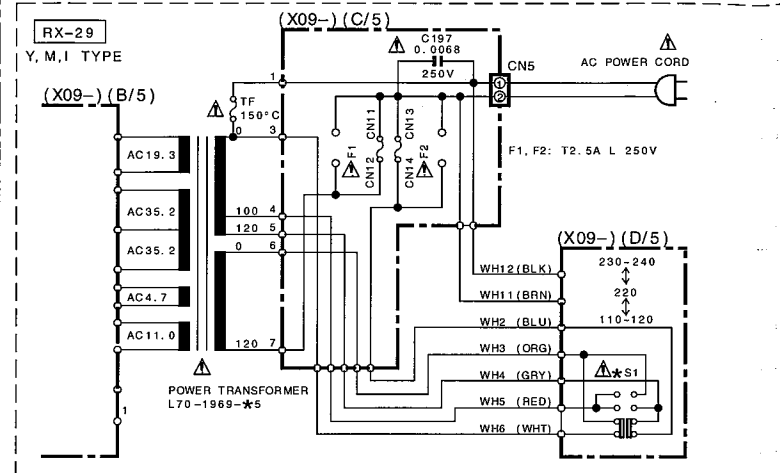 RX-29
Y, M, I TYPE
(X09-) (B/5)
(X09-) (C/5)
C197
0.0068
250V
CN5
1
2
AC POWER CORD
1
TF
150°C
0 3
AC19.3
AC35.2
AC35.2
AC4.7
AC11.0
100 4
120 5
0 6
120 7
F1
CN11
CN12
CN13
CN14
F2
F1, F2: T2.5A L 250V
POWER TRANSFORMER
L70-1969-*5
1
(X09-) (D/5)
WH12 (BLK)
WH11 (BRN)
WH2 (BLU)
WH3 (ORG)
WH4 (GRY)
WH5 (RED)
WH6 (WHT)
230-240
220
110-120
*S1